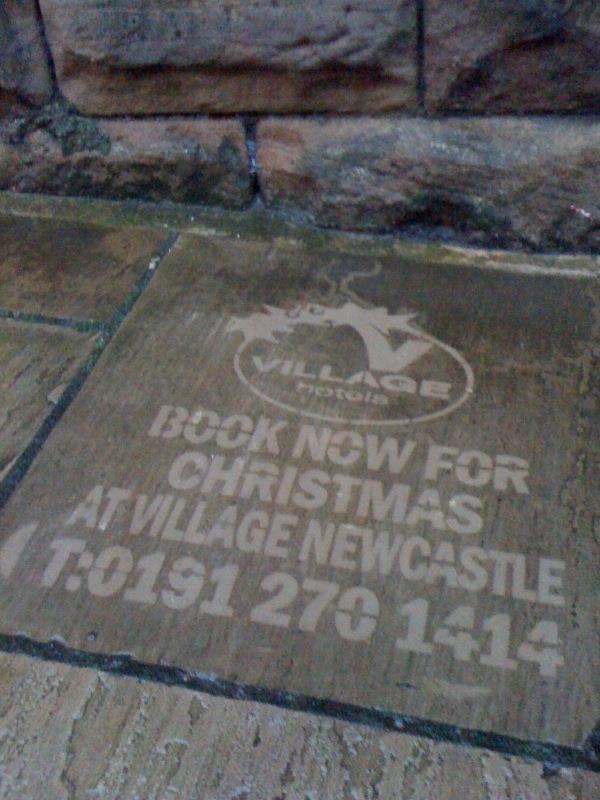 V
VILLAGE
hotels
BOOK NOW FOR
CHRISTMAS
AT VILLAGE NEWCASTLE
T:0191 270 1414